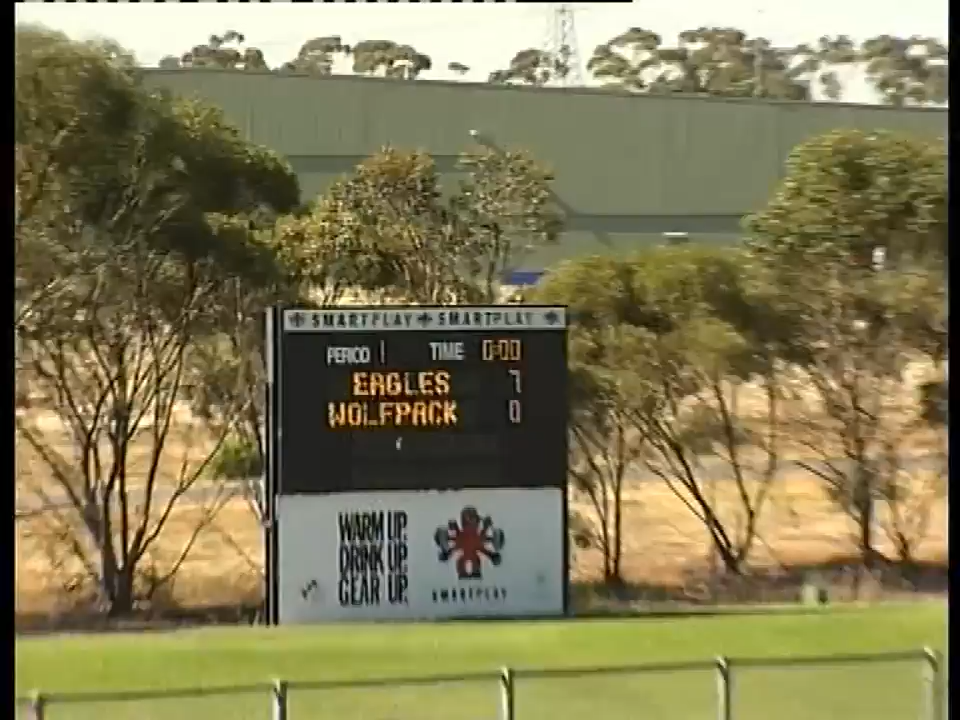 SMARTPLAY SMARTPLAY
PERIOD 1 TIME 0:00
EAGLES 7
WOLFPACK 0
WARM UP.
DRINK UP.
GEAR UP.
SMARTPLAY